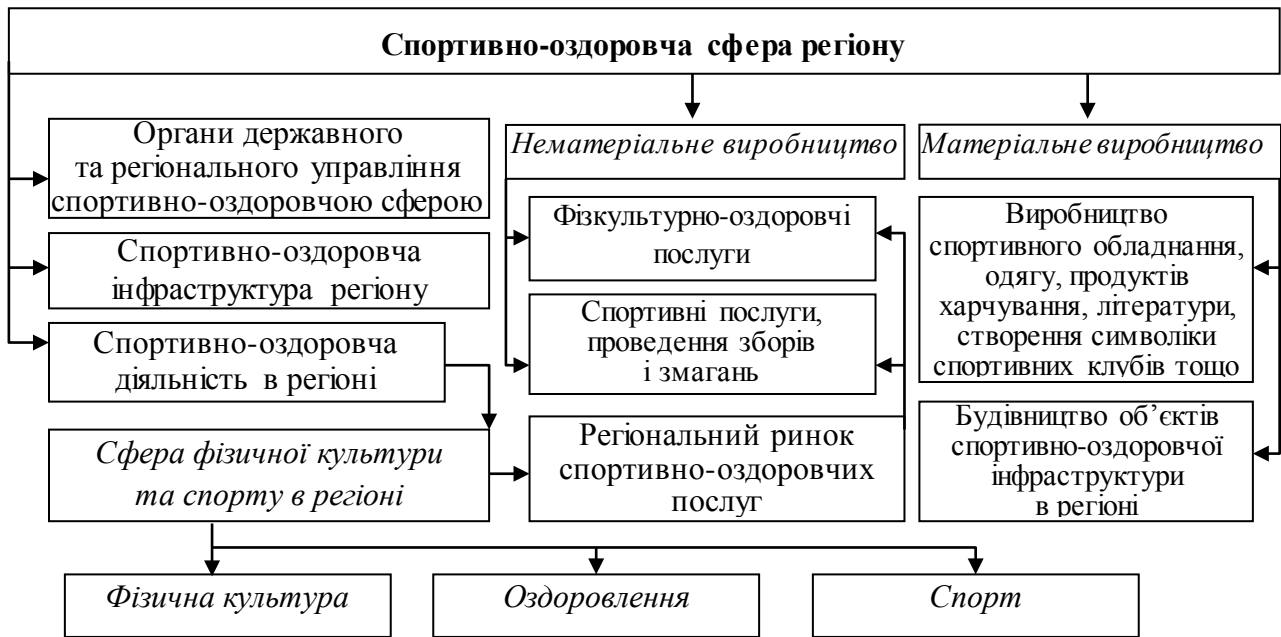 Спортивно-оздоровча сфера регіону
Органи державного
та регіонального управління
спортивно-оздоровчою сферою
Спортивно-оздоровча
інфраструктура регіону
Спортивно-оздоровча
діяльність в регіоні
Сфера фізичної культури
та спорту в регіоні
Нематеріальне виробництво
Фізкультурно-оздоровчі
послуги
Спортивні послуги,
проведення зборів
і змагань
Регіональний ринок
спортивно-оздоровчих
послуг
Матеріальне виробництво
Виробництво
спортивного обладнання,
одягу, продуктів
харчування, літератури,
створення символіки
спортивних клубів тощо
Будівництво об’єктів
спортивно-оздоровчої
інфраструктури
в регіоні
Фізична культура
Оздоровлення
Спорт